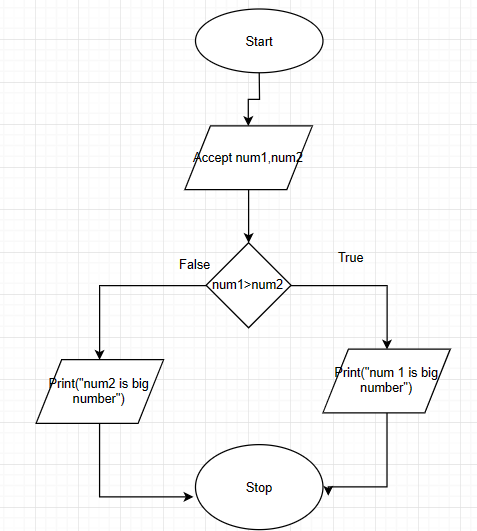 Start
Accept num1,num2
False
True
num1>num2
Print("num2 is big
number")
Print("num 1 is big
number")
Stop